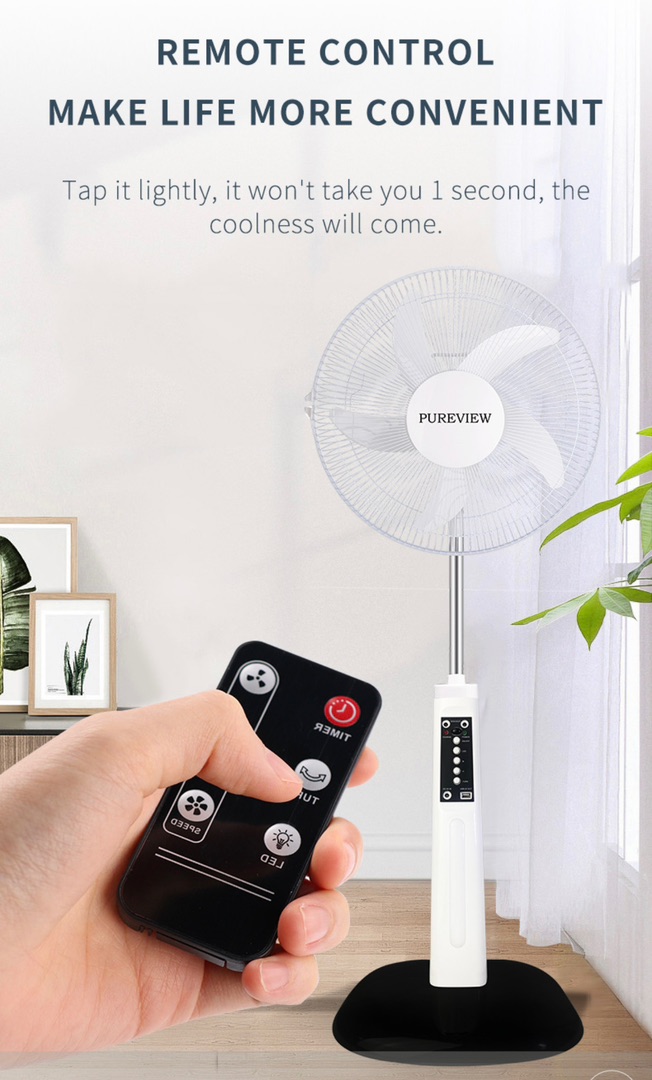 REMOTE CONTROL
MAKE LIFE MORE CONVENIENT
Tap it lightly, it won't take you 1 second, the
coolness will come.
PUREVIEW
TIMER
TUR
SPEED
LED